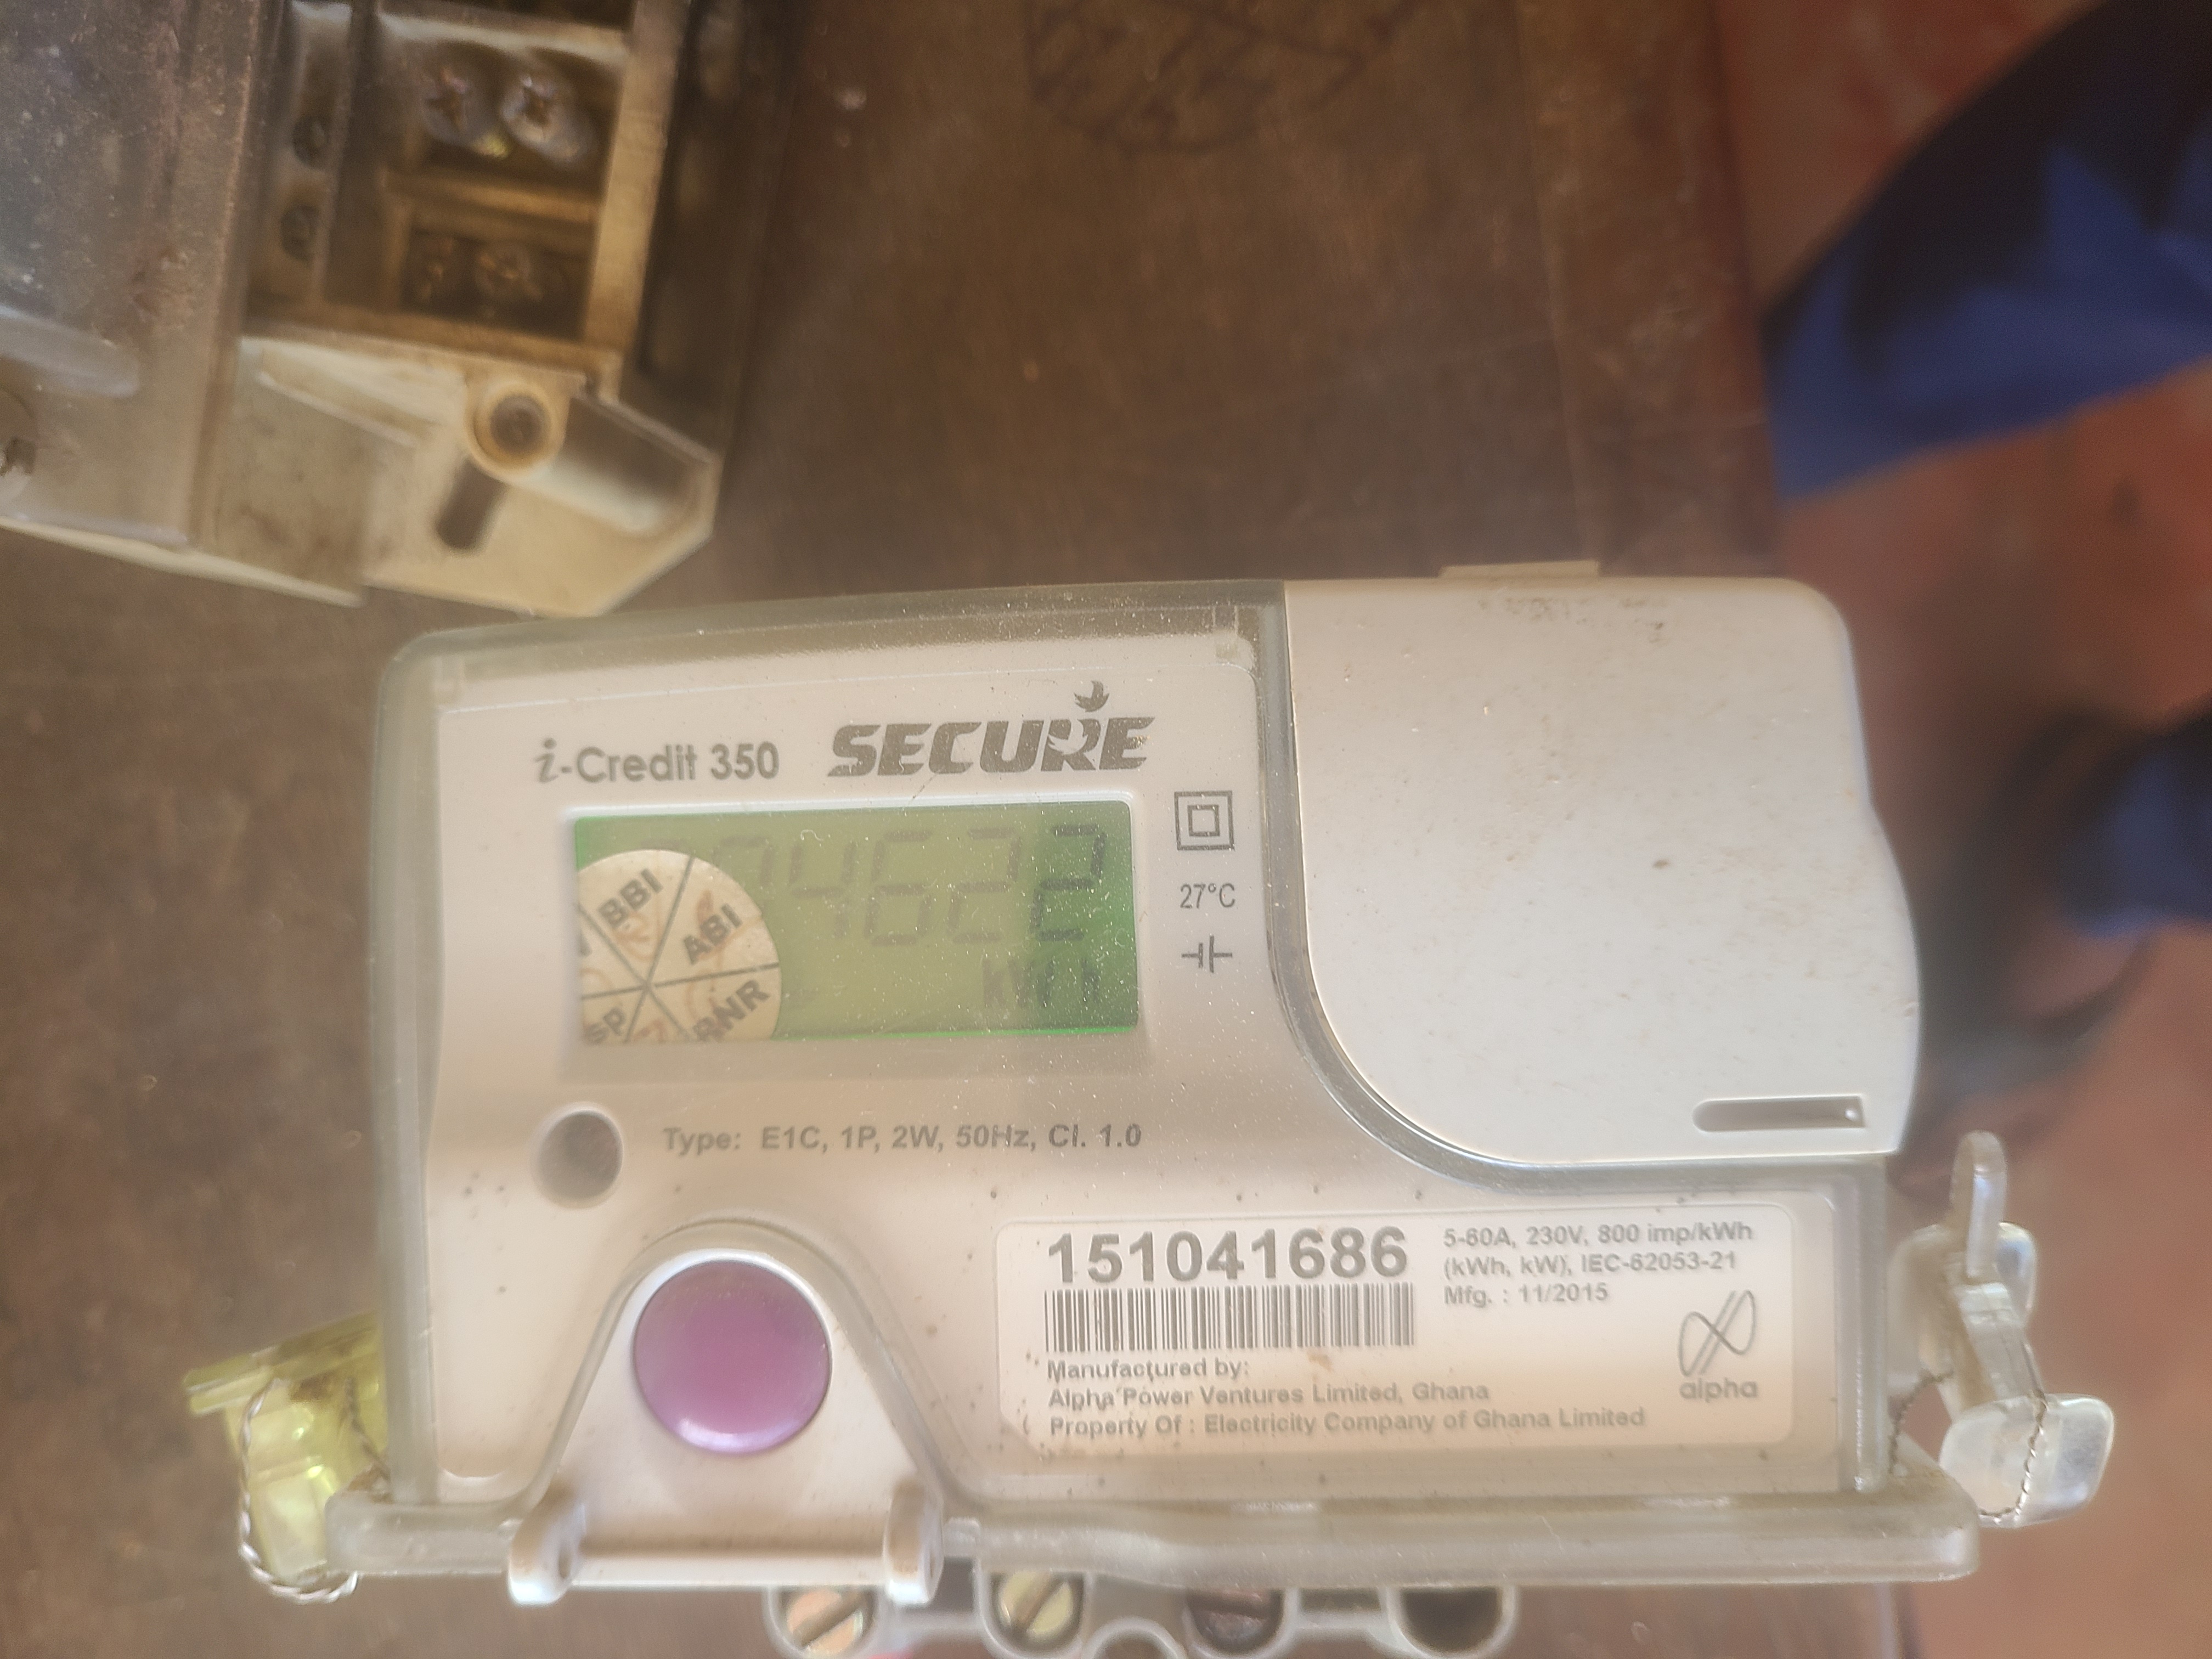 i-Credit 350 SECURE
BBI
ABI
SP
RNR
kWh
27°C
Type: E1C, 1P, 2W, 50Hz, Cl. 1.0
151041686
5-60A, 230V, 800 imp/kWh
(kWh, kW), IEC-62053-21
Mfg. : 11/2015
Manufactured by:
Alpha Power Ventures Limited, Ghana
Property Of : Electricity Company of Ghana Limited
alpha